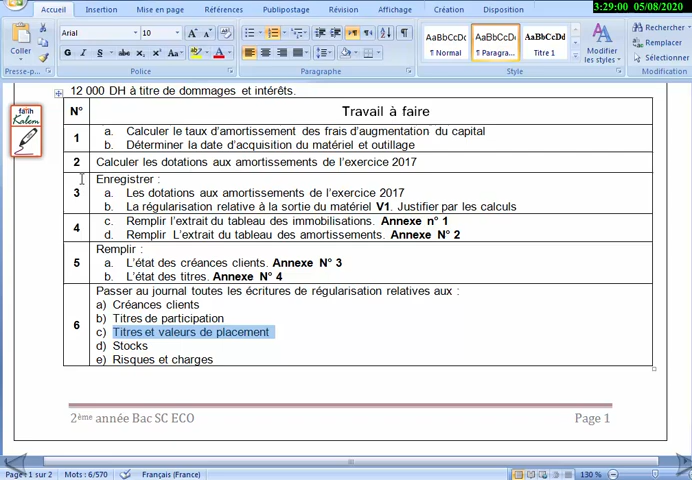 3:29:00 05/08/2020
Accueil Insertion Mise en page Références Publipostage Révision Affichage Création Disposition
Arial 10
Coller
Presse-p... Police Paragraphe Style Modification
AaBbCcDc AaBbCcDc AaBbCcDc
¶ Normal ¶ Paragra... Titre 1
Modifier les styles
Rechercher
Remplacer
Sélectionner
fatih
Kalem
12 000 DH à titre de dommages et intérêts.
N° Travail à faire
1 a. Calculer le taux d’amortissement des frais d’augmentation du capital
b. Déterminer la date d’acquisition du matériel et outillage
2 Calculer les dotations aux amortissements de l’exercice 2017
3 Enregistrer :
a. Les dotations aux amortissements de l’exercice 2017
b. La régularisation relative à la sortie du matériel V1. Justifier par les calculs
4 c. Remplir l’extrait du tableau des immobilisations. Annexe n° 1
d. Remplir L’extrait du tableau des amortissements. Annexe N° 2
5 Remplir :
a. L’état des créances clients. Annexe N° 3
b. L’état des titres. Annexe N° 4
6 Passer au journal toutes les écritures de régularisation relatives aux :
a) Créances clients
b) Titres de participation
c) Titres et valeurs de placement
d) Stocks
e) Risques et charges
2ème année Bac SC ECO Page 1
Page : 1 sur 2 Mots : 6/570 Français (France) 130 %